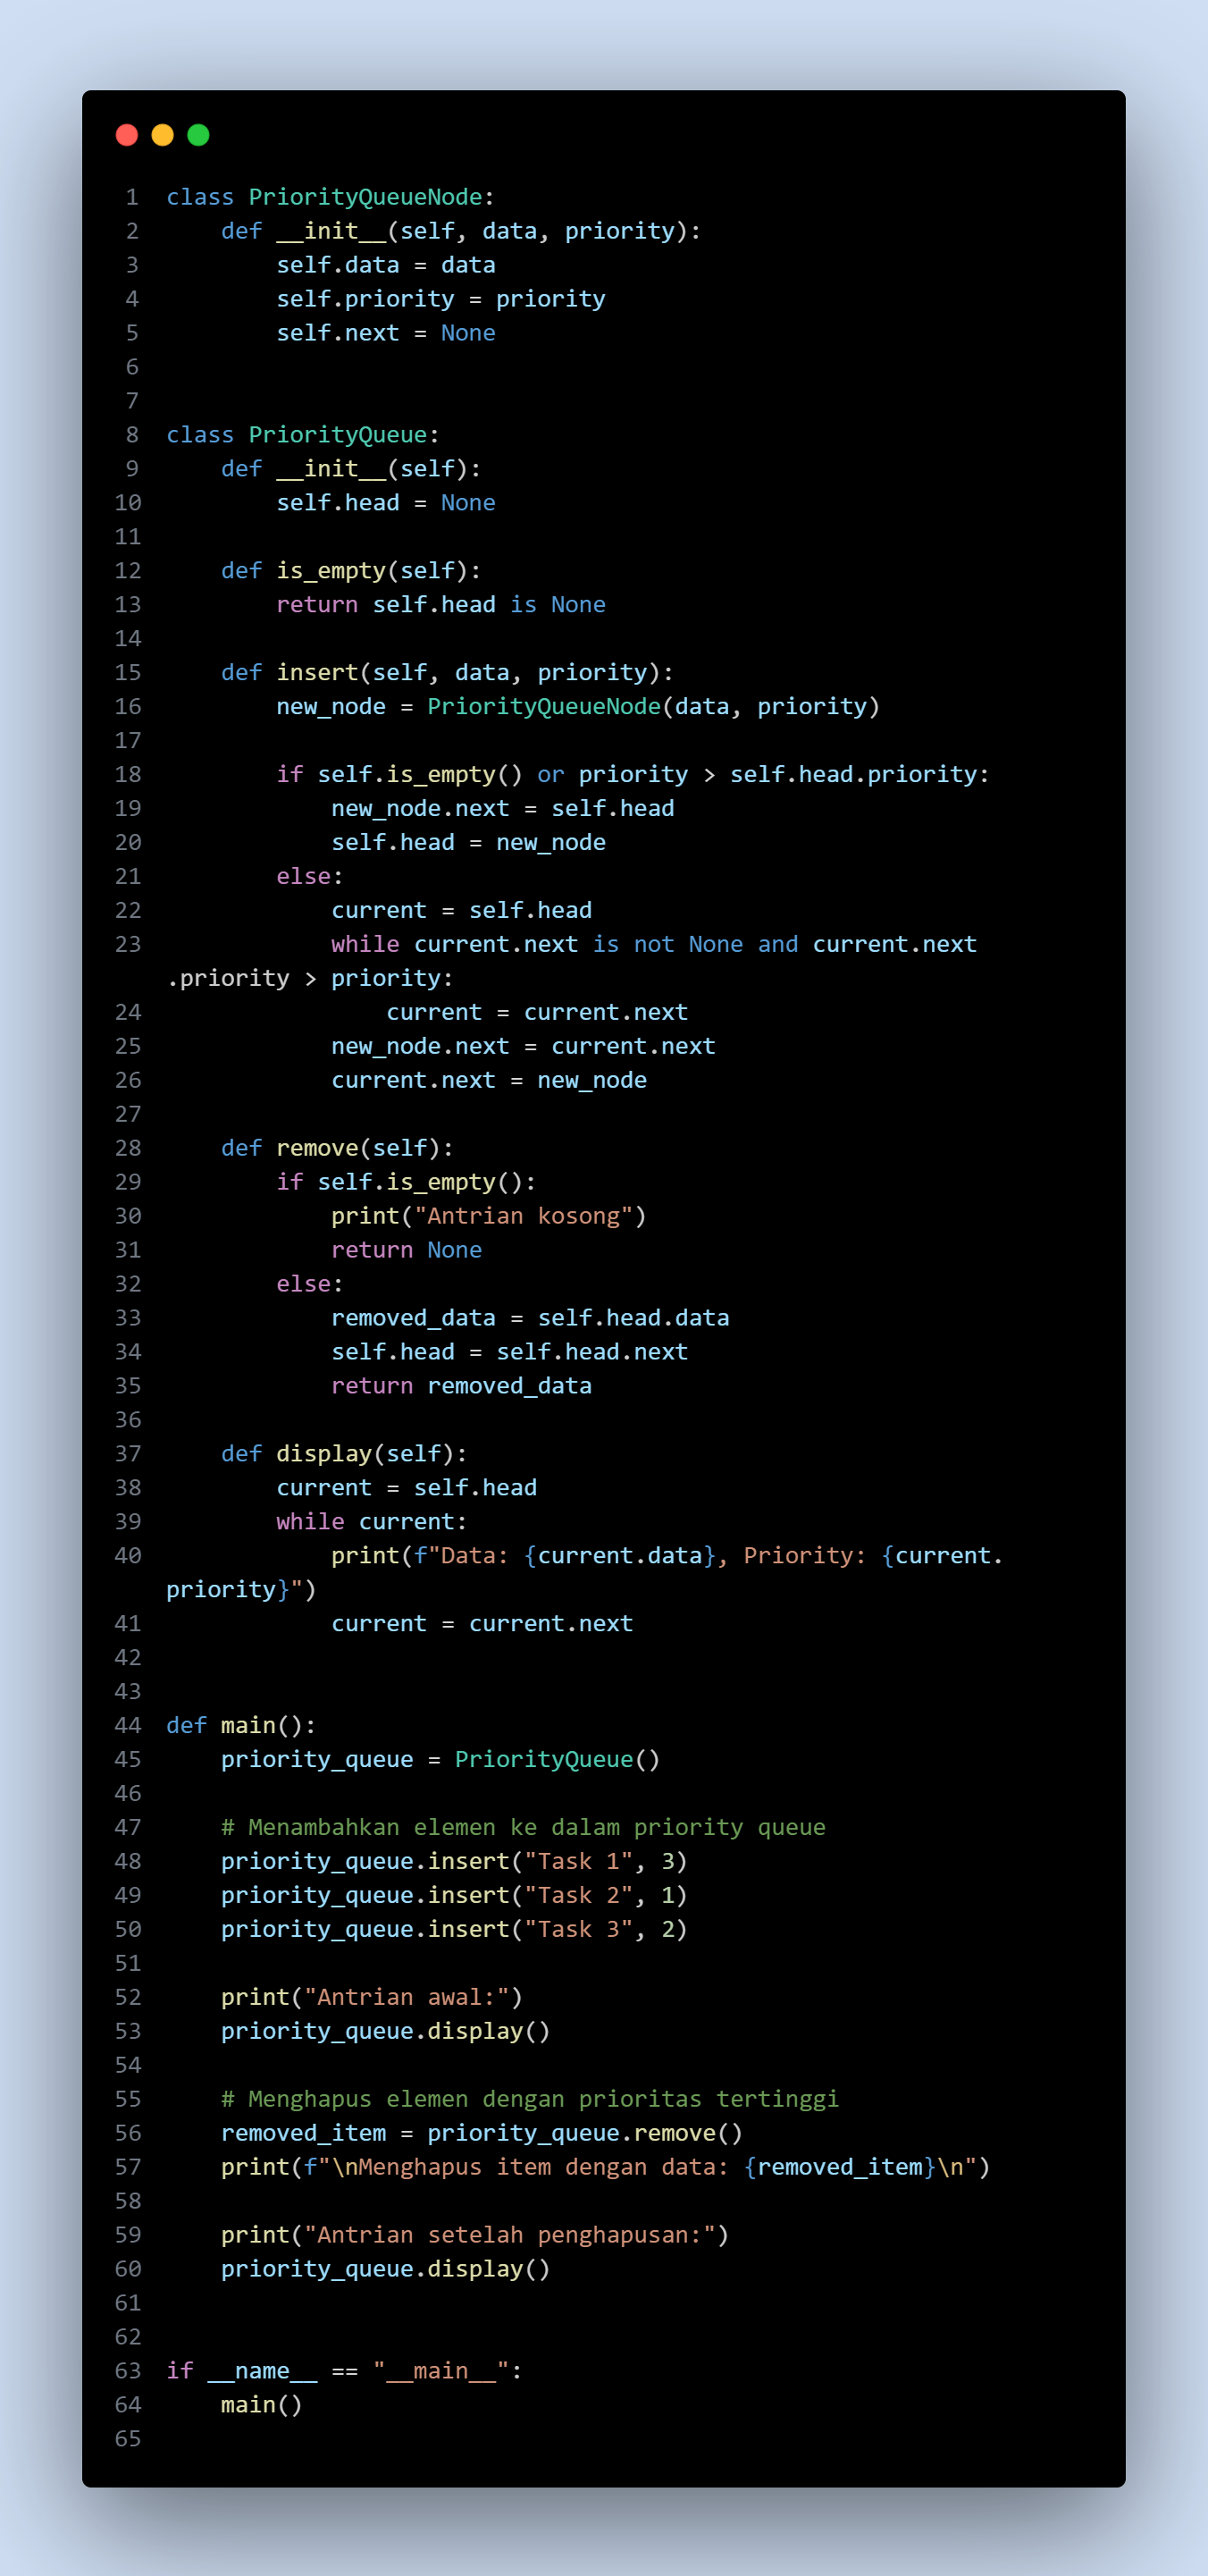 1 class PriorityQueueNode:
2     def __init__(self, data, priority):
3         self.data = data
4         self.priority = priority
5         self.next = None
6
7
8 class PriorityQueue:
9     def __init__(self):
10         self.head = None
11
12     def is_empty(self):
13         return self.head is None
14
15     def insert(self, data, priority):
16         new_node = PriorityQueueNode(data, priority)
17
18         if self.is_empty() or priority > self.head.priority:
19             new_node.next = self.head
20             self.head = new_node
21         else:
22             current = self.head
23             while current.next is not None and current.next
.priority > priority:
24                 current = current.next
25             new_node.next = current.next
26             current.next = new_node
27
28     def remove(self):
29         if self.is_empty():
30             print("Antrian kosong")
31             return None
32         else:
33             removed_data = self.head.data
34             self.head = self.head.next
35             return removed_data
36
37     def display(self):
38         current = self.head
39         while current:
40             print(f"Data: {current.data}, Priority: {current.
priority}")
41             current = current.next
42
43
44 def main():
45     priority_queue = PriorityQueue()
46
47     # Menambahkan elemen ke dalam priority queue
48     priority_queue.insert("Task 1", 3)
49     priority_queue.insert("Task 2", 1)
50     priority_queue.insert("Task 3", 2)
51
52     print("Antrian awal:")
53     priority_queue.display()
54
55     # Menghapus elemen dengan prioritas tertinggi
56     removed_item = priority_queue.remove()
57     print(f"\nMenghapus item dengan data: {removed_item}\n")
58
59     print("Antrian setelah penghapusan:")
60     priority_queue.display()
61
62
63 if __name__ == "__main__":
64     main()
65